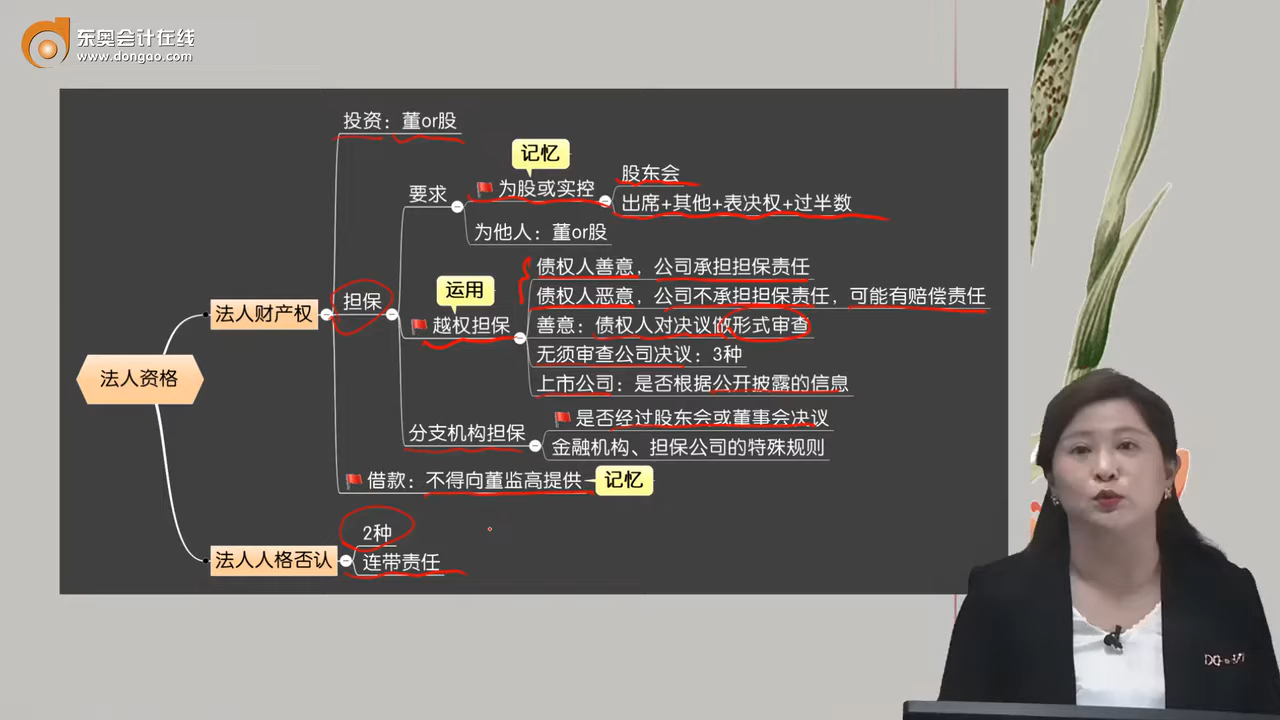 东奥会计在线
www.dongao.com
投资：董or股
记忆
要求
为股或实控
股东会
出席+其他+表决权+过半数
为他人：董or股
债权人善意，公司承担担保责任
运用
担保
债权人恶意，公司不承担担保责任，可能有赔偿责任
法人财产权
越权担保
善意：债权人对决议做形式审查
无须审查公司决议：3种
法人资格
上市公司：是否根据公开披露的信息
分支机构担保
是否经过股东会或董事会决议
金融机构、担保公司的特殊规则
借款：不得向董监高提供
记忆
2种
法人人格否认
连带责任